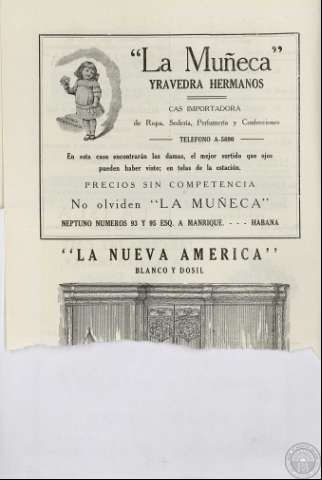 "La Muñeca"
YRAVEDRA HERMANOS
CAS IMPORTADORA
de Ropa, Sedería, Perfumería y Confecciones
TELEFONO A-5696
En esta casa encontrarán las damas, el mejor surtido que ojos
pueden haber visto; en telas de la estación.
PRECIOS SIN COMPETENCIA
No olviden "LA MUÑECA"
NEPTUNO NUMEROS 93 Y 95 ESQ. A MANRIQUE. - - - HABANA
"LA NUEVA AMERICA"
BLANCO Y DOSIL